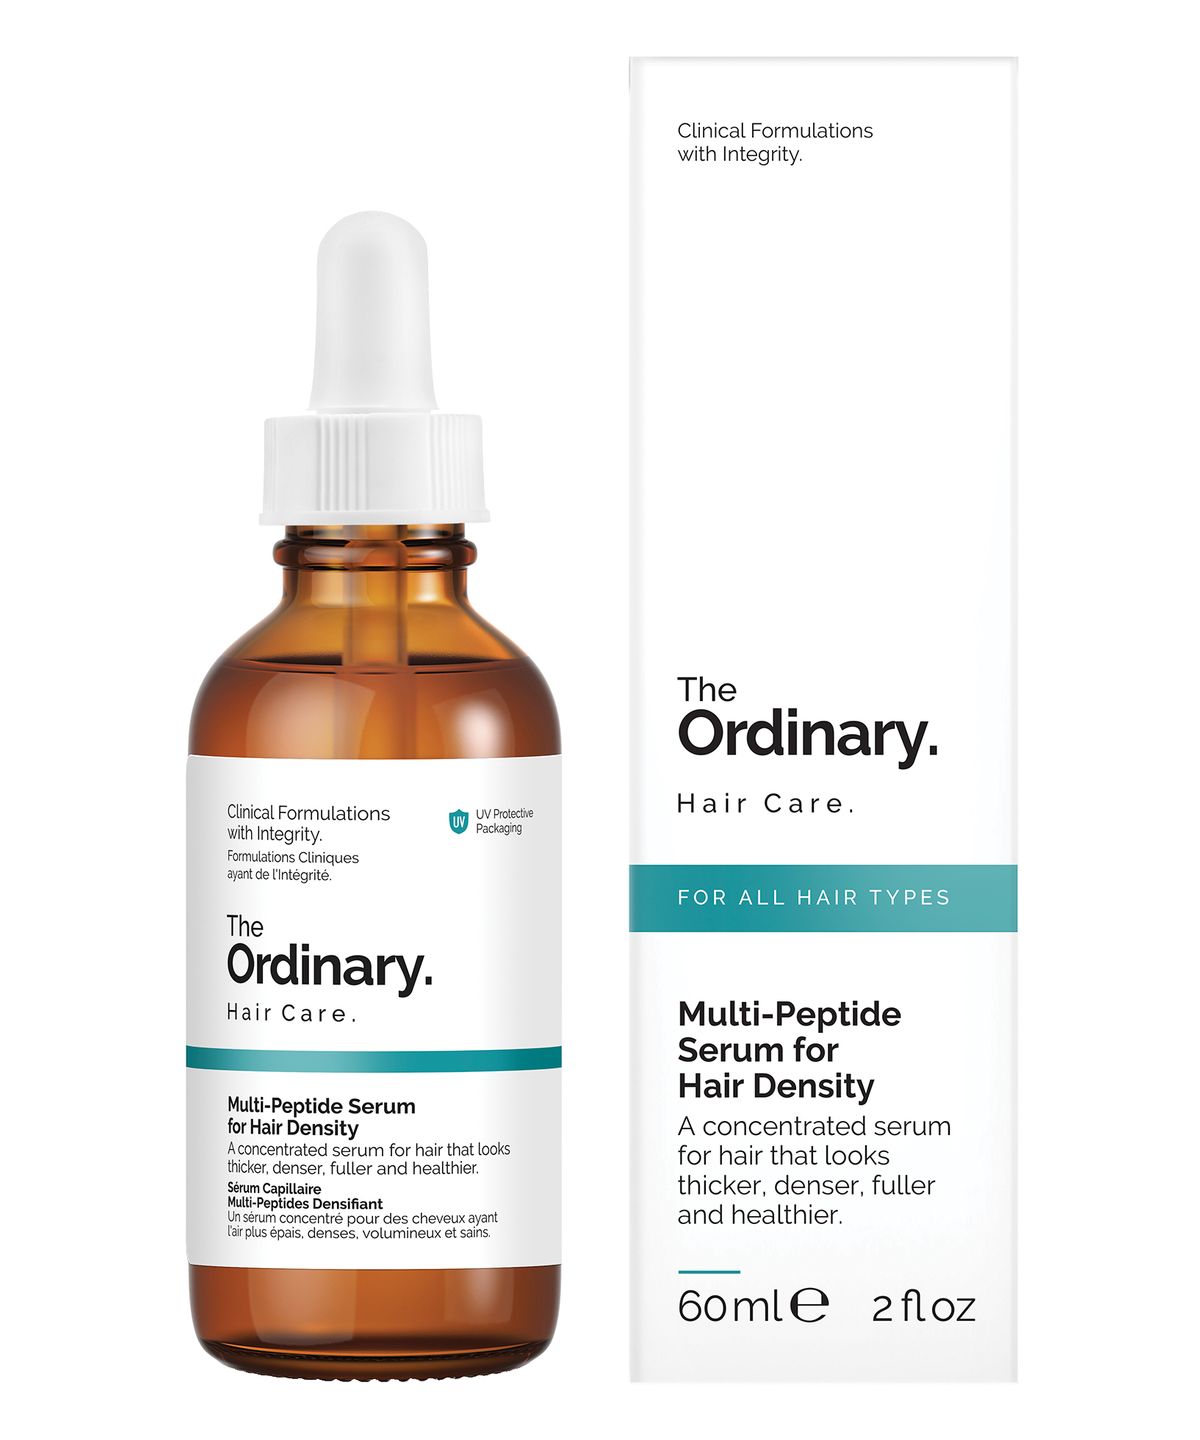 Clinical Formulations
with Integrity.
Formulations Cliniques
ayant de l'Intégrité.
UV
UV Protective
Packaging
The
Ordinary.
Hair Care.
Multi-Peptide Serum
for Hair Density
A concentrated serum for hair that looks
thicker, denser, fuller and healthier.
Sérum Capillaire
Multi-Peptides Densifiant
Un sérum concentré pour des cheveux ayant
l'air plus épais, denses, volumineux et sains.
Clinical Formulations
with Integrity.
The
Ordinary.
Hair Care.
FOR ALL HAIR TYPES
Multi-Peptide
Serum for
Hair Density
A concentrated serum
for hair that looks
thicker, denser, fuller
and healthier.
60 ml ℮ 2 fl oz